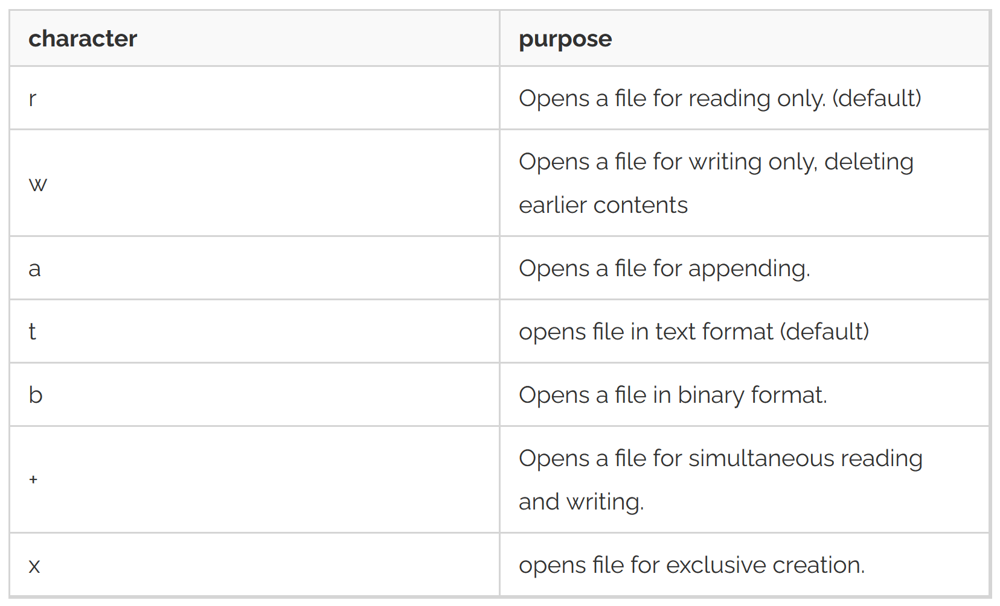 character purpose
r Opens a file for reading only. (default)
w Opens a file for writing only, deleting
earlier contents
a Opens a file for appending.
t opens file in text format (default)
b Opens a file in binary format.
+ Opens a file for simultaneous reading
and writing.
x opens file for exclusive creation.